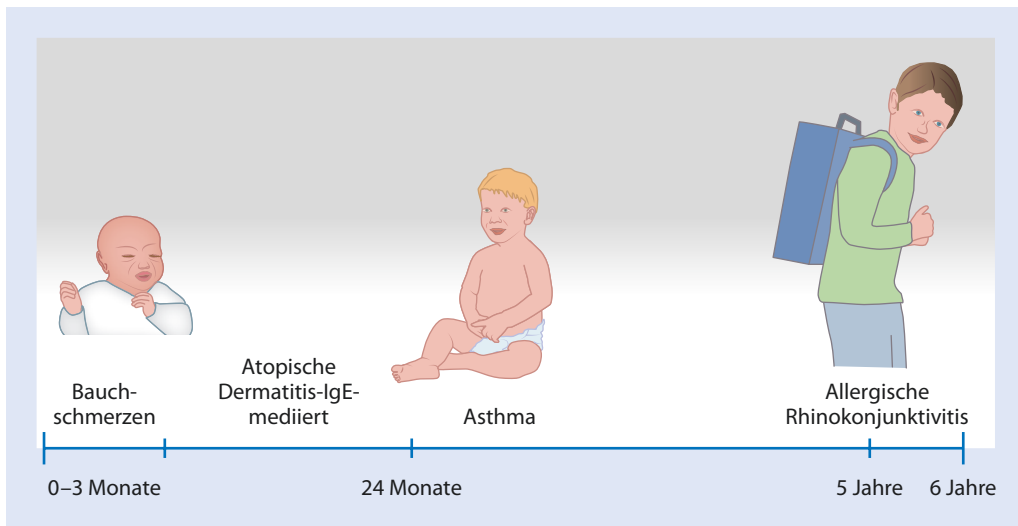 Bauch-
schmerzen
Atopische
Dermatitis-IgE-
mediiert
Asthma
Allergische
Rhinokonjunktivitis
0–3 Monate
24 Monate
5 Jahre
6 Jahre